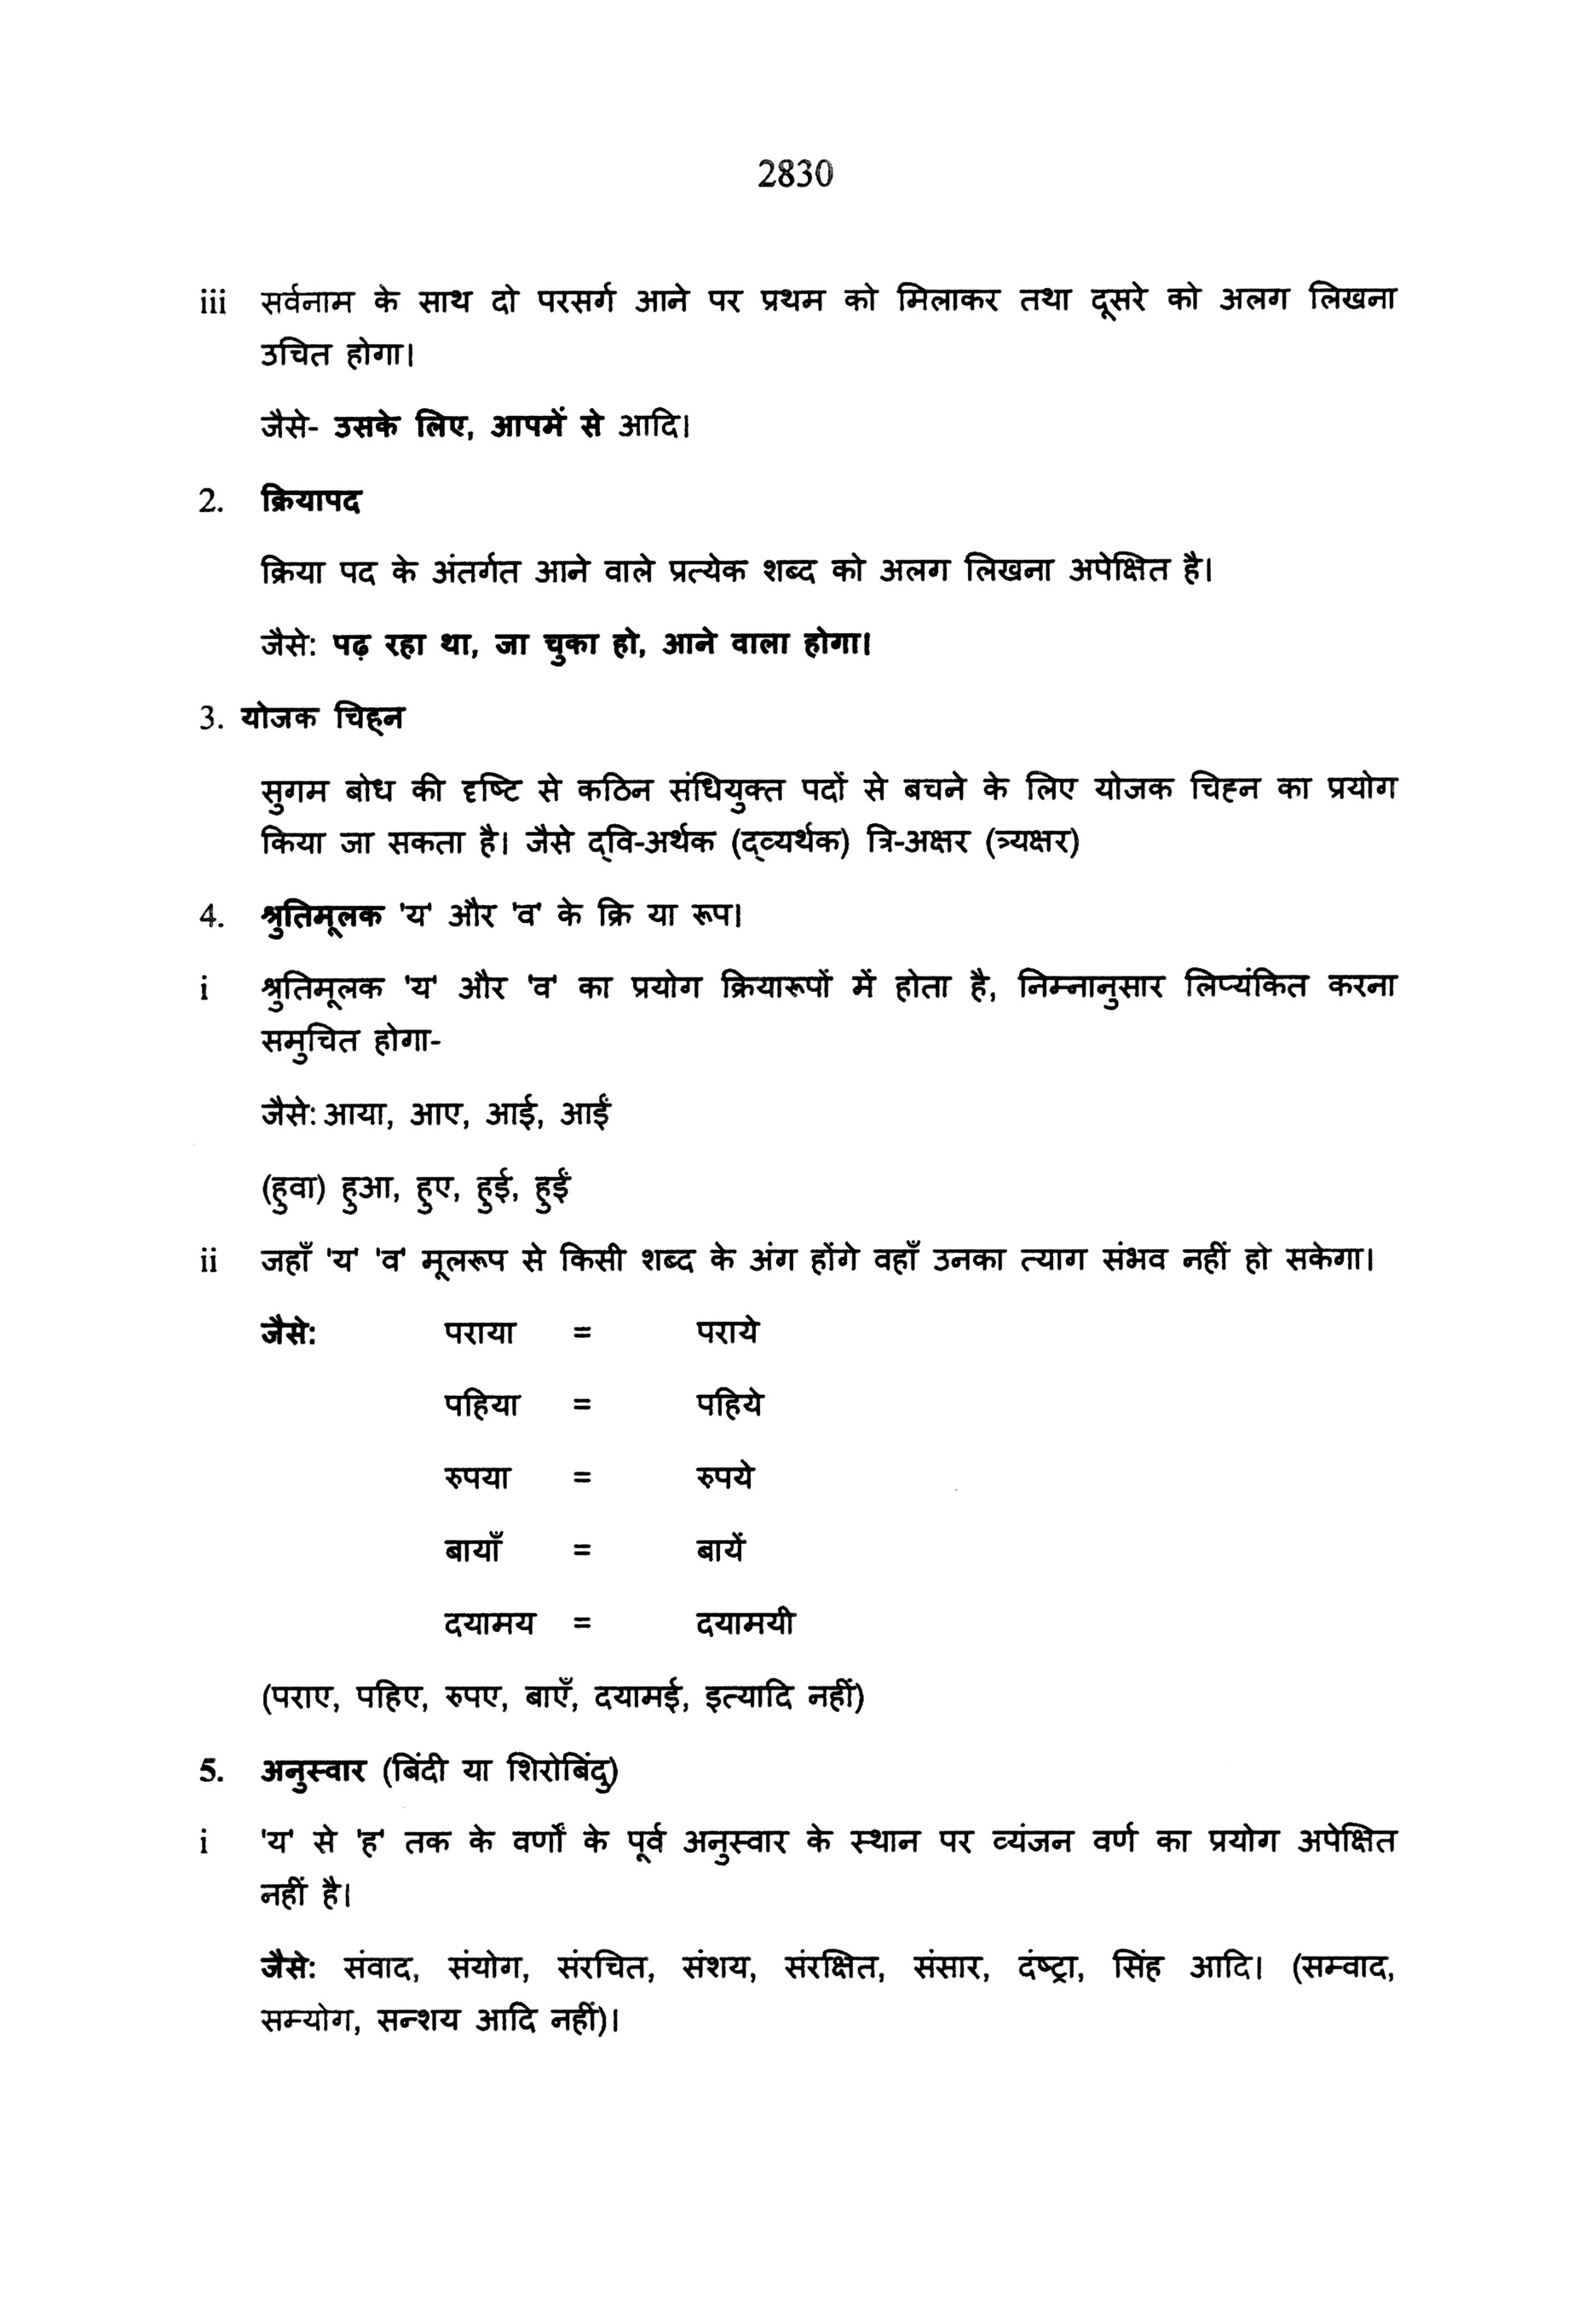 2830
iii सर्वनाम के साथ दो परसर्ग आने पर प्रथम को मिलाकर तथा दूसरे को अलग लिखना
उचित होगा।
जैसे- उसके लिए, आपमें से आदि।
2. क्रियापद
क्रिया पद के अंतर्गत आने वाले प्रत्येक शब्द को अलग लिखना अपेक्षित है।
जैसे: पढ़ रहा था, जा चुका हो, आने वाला होगा।
3. योजक चिह्‌न
सुगम बोध की दृष्टि से कठिन संधियुक्त पदों से बचने के लिए योजक चिह्न का प्रयोग
किया जा सकता है। जैसे द्‌वि-अर्थक (द्‌व्यर्थक) त्रि-अक्षर (त्र्यक्षर)
4. श्रुतिमूलक 'य' और 'व' के क्रि या रूप।
i श्रुतिमूलक 'य' और 'व' का प्रयोग क्रियारूपों में होता है, निम्नानुसार लिप्यंकित करना
समुचित होगा-
जैसे: आया, आए, आई, आईं
(हुवा) हुआ, हुए, हुई, हुईं
ii जहाँ 'य' 'व' मूलरूप से किसी शब्द के अंग होंगे वहाँ उनका त्याग संभव नहीं हो सकेगा।
जैसे: पराया = पराये
पहिया = पहिये
रुपया = रुपये
बायाँ = बायें
दयामय = दयामयी
i (पराए, पहिए, रुपए, बाएँ, दयामई, इत्यादि नहीं)
5. अनुस्वार (बिंदी या शिरोबिंदु)
i 'य' से 'ह' तक के वर्णों के पूर्व अनुस्वार के स्थान पर व्यंजन वर्ण का प्रयोग अपेक्षित
नहीं है।
जैसे: संवाद, संयोग, संरचित, संशय, संरक्षित, संसार, दंष्ट्रा, सिंह आदि। (सम्वाद,
सम्योग, सन्शय आदि नहीं)।